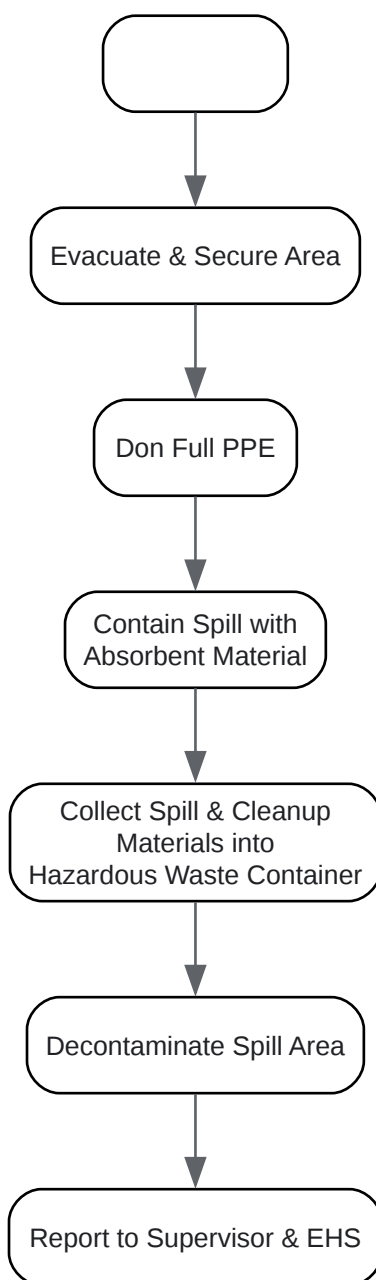 Evacuate & Secure Area
Don Full PPE
Contain Spill with
Absorbent Material
Collect Spill & Cleanup
Materials into
Hazardous Waste Container
Decontaminate Spill Area
Report to Supervisor & EHS